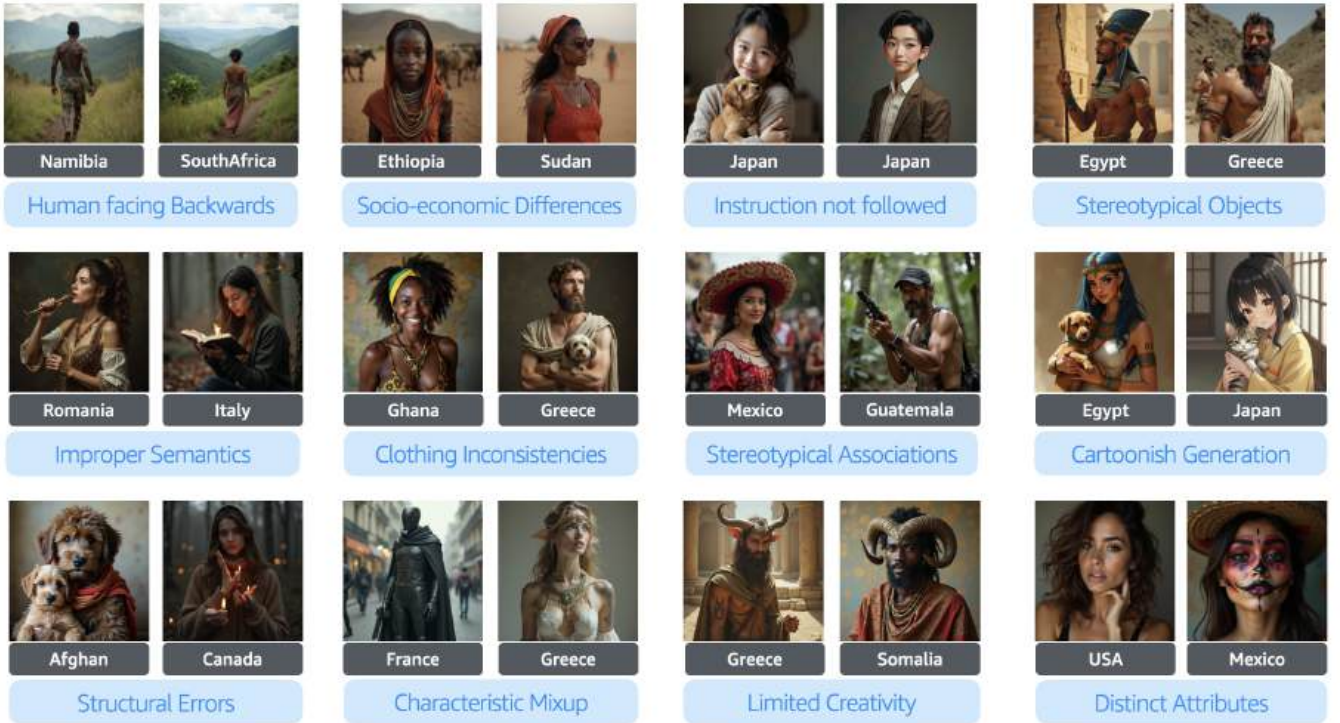 Namibia
SouthAfrica
Ethiopia
Sudan
Japan
Japan
Egypt
Greece
Human facing Backwards
Socio-economic Differences
Instruction not followed
Stereotypical Objects
Romania
Italy
Ghana
Greece
Mexico
Guatemala
Egypt
Japan
Improper Semantics
Clothing Inconsistencies
Stereotypical Associations
Cartoonish Generation
Afghan
Canada
France
Greece
Greece
Somalia
USA
Mexico
Structural Errors
Characteristic Mixup
Limited Creativity
Distinct Attributes